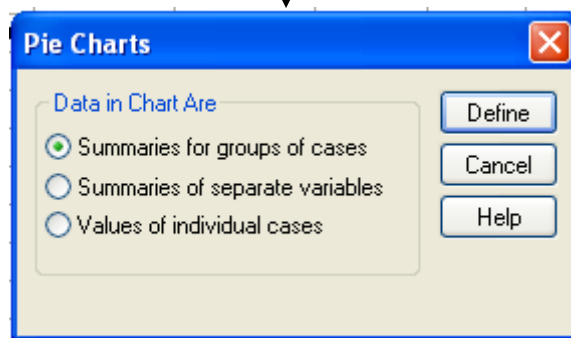 Pie Charts
Data in Chart Are
Summaries for groups of cases
Summaries of separate variables
Values of individual cases
Define
Cancel
Help